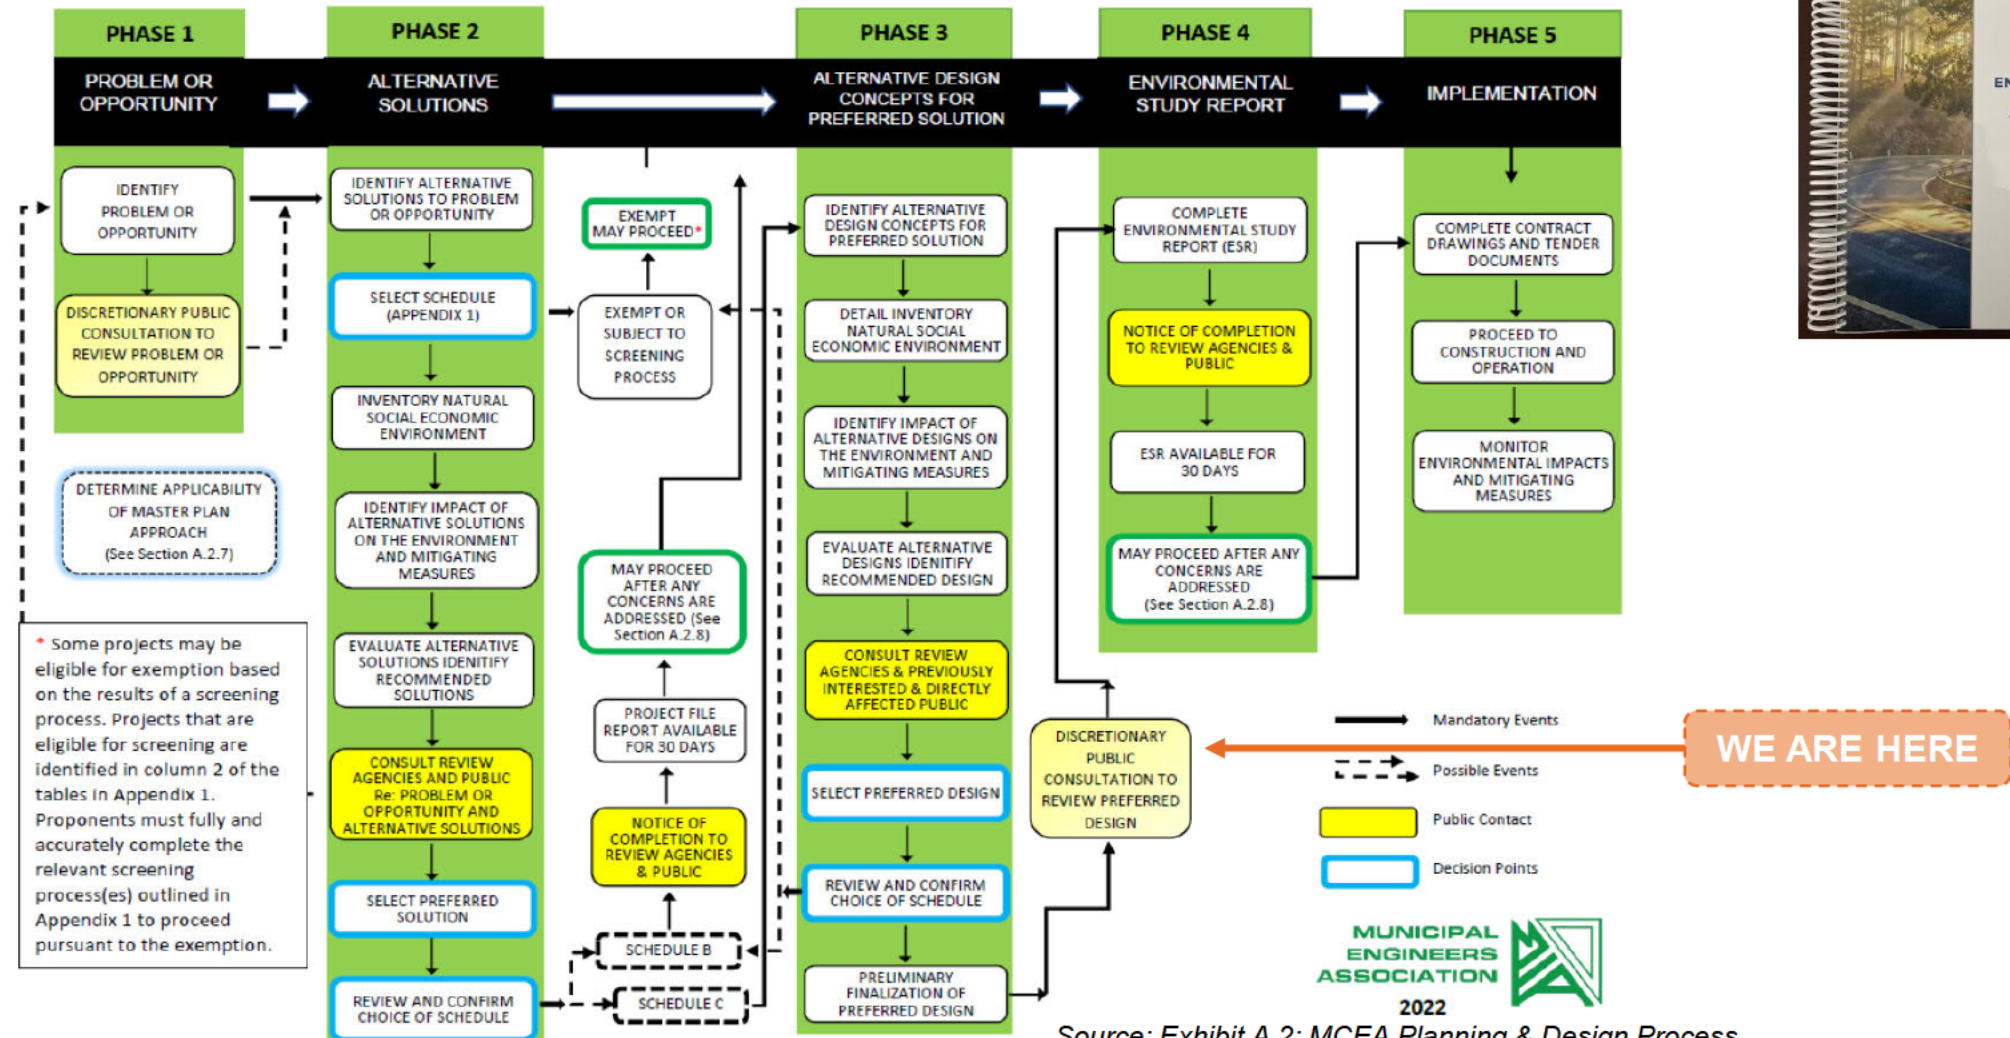 PHASE 1
PHASE 2
PHASE 3
PHASE 4
PHASE 5
PROBLEM OR
OPPORTUNITY
ALTERNATIVE
SOLUTIONS
ALTERNATIVE DESIGN
CONCEPTS FOR
PREFERRED SOLUTION
ENVIRONMENTAL
STUDY REPORT
IMPLEMENTATION
IDENTIFY
PROBLEM OR
OPPORTUNITY
DISCRETIONARY PUBLIC
CONSULTATION TO
REVIEW PROBLEM OR
OPPORTUNITY
DETERMINE APPLICABILITY
OF MASTER PLAN
APPROACH
(See Section A.2.7)
* Some projects may be
eligible for exemption based
on the results of a screening
process. Projects that are
eligible for screening are
identified in column 2 of the
tables in Appendix 1.
Proponents must fully and
accurately complete the
relevant screening
process(es) outlined in
Appendix 1 to proceed
pursuant to the exemption.
IDENTIFY ALTERNATIVE
SOLUTIONS TO PROBLEM
OR OPPORTUNITY
SELECT SCHEDULE
(APPENDIX 1)
INVENTORY NATURAL
SOCIAL ECONOMIC
ENVIRONMENT
IDENTIFY IMPACT OF
ALTERNATIVE SOLUTIONS
ON THE ENVIRONMENT
AND MITIGATING
MEASURES
EVALUATE ALTERNATIVE
SOLUTIONS IDENITIFY
RECOMMENDED
SOLUTIONS
CONSULT REVIEW
AGENCIES AND PUBLIC
Re: PROBLEM OR
OPPORTUNITY AND
ALTERNATIVE SOLUTIONS
SELECT PREFERRED
SOLUTION
REVIEW AND CONFIRM
CHOICE OF SCHEDULE
EXEMPT
MAY PROCEED*
EXEMPT OR
SUBJECT TO
SCREENING
PROCESS
MAY PROCEED
AFTER ANY
CONCERNS ARE
ADDRESSED (See
Section A.2.8)
PROJECT FILE
REPORT AVAILABLE
FOR 30 DAYS
NOTICE OF
COMPLETION TO
REVIEW AGENCIES
& PUBLIC
SCHEDULE B
SCHEDULE C
IDENTIFY ALTERNATIVE
DESIGN CONCEPTS FOR
PREFERRED SOLUTION
DETAIL INVENTORY
NATURAL SOCIAL
ECONOMIC ENVIRONMENT
IDENTIFY IMPACT OF
ALTERNATIVE DESIGNS ON
THE ENVIRONMENT AND
MITIGATING MEASURES
EVALUATE ALTERNATIVE
DESIGNS IDENITIFY
RECOMMENDED DESIGN
CONSULT REVIEW
AGENCIES & PREVIOUSLY
INTERESTED & DIRECTLY
AFFECTED PUBLIC
SELECT PREFERRED DESIGN
REVIEW AND CONFIRM
CHOICE OF SCHEDULE
PRELIMINARY
FINALIZATION OF
PREFERRED DESIGN
DISCRETIONARY
PUBLIC
CONSULTATION TO
REVIEW PREFERRED
DESIGN
COMPLETE
ENVIRONMENTAL STUDY
REPORT (ESR)
NOTICE OF COMPLETION
TO REVIEW AGENCIES &
PUBLIC
ESR AVAILABLE FOR
30 DAYS
MAY PROCEED AFTER ANY
CONCERNS ARE
ADDRESSED
(See Section A.2.8)
COMPLETE CONTRACT
DRAWINGS AND TENDER
DOCUMENTS
PROCEED TO
CONSTRUCTION AND
OPERATION
MONITOR
ENVIRONMENTAL IMPACTS
AND MITIGATING
MEASURES
Mandatory Events
Possible Events
Public Contact
Decision Points
WE ARE HERE
MUNICIPAL
ENGINEERS
ASSOCIATION
2022
Source: Exhibit A.2: MCEA Planning & Design Process
EN